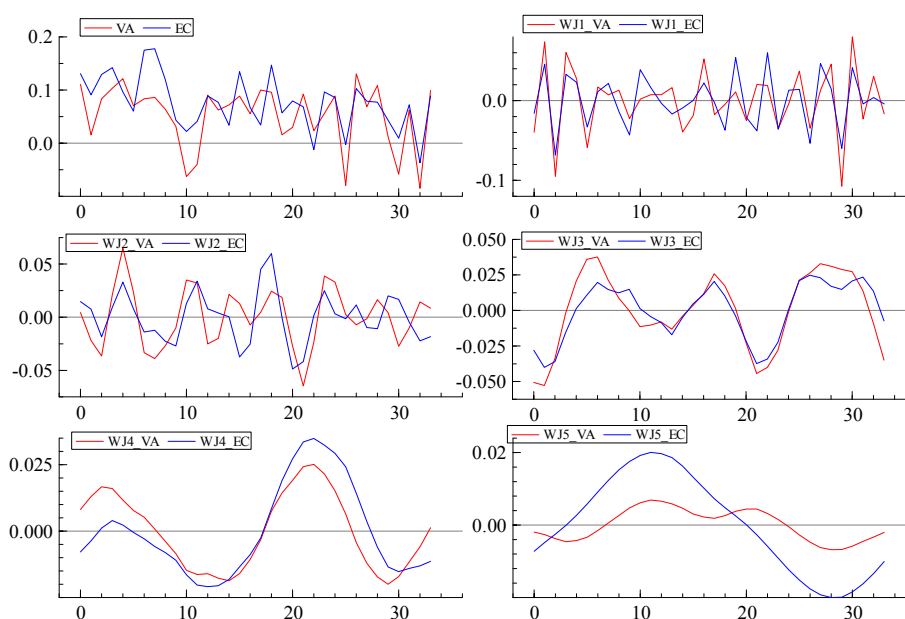 VA EC
0.2
0.1
0.0
0 10 20 30
WJ1_VA WJ1_EC
0.0
-0.1
0 10 20 30
WJ2_VA WJ2_EC
0.05
0.00
-0.05
0 10 20 30
WJ3_VA WJ3_EC
0.050
0.025
0.000
-0.025
-0.050
0 10 20 30
WJ4_VA WJ4_EC
0.025
0.000
0 10 20 30
WJ5_VA WJ5_EC
0.02
0.00
0 10 20 30